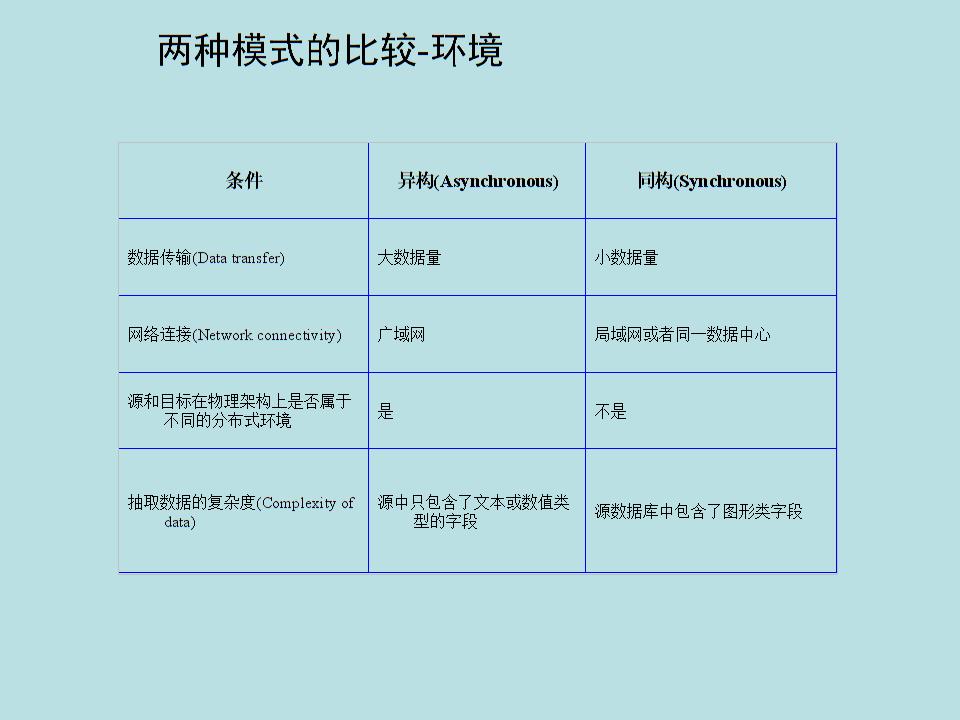 两种模式的比较-环境
条件
异构(Asynchronous)
同构(Synchronous)
数据传输(Data transfer)
大数据量
小数据量
网络连接(Network connectivity)
广域网
局域网或者同一数据中心
源和目标在物理架构上是否属于
不同的分布式环境
是
不是
抽取数据的复杂度(Complexity of
data)
源中只包含了文本或数值类
型的字段
源数据库中包含了图形类字段